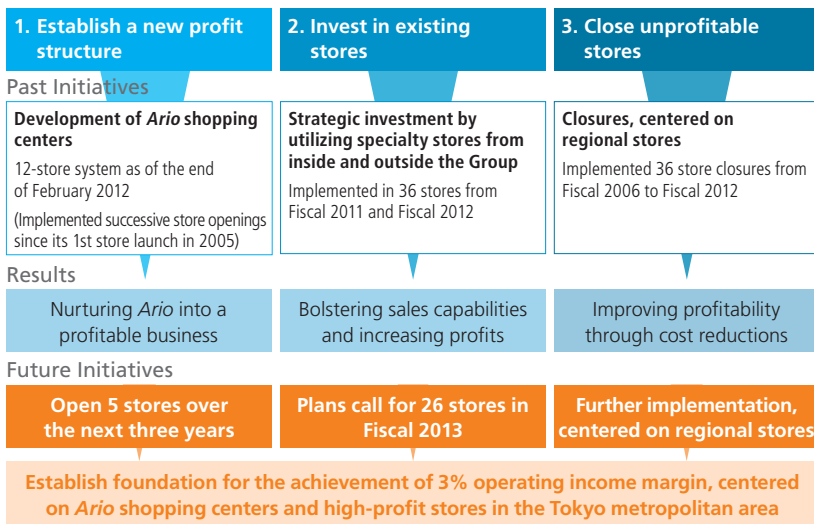 1. Establish a new profit
structure
2. Invest in existing
stores
3. Close unprofitable
stores
Past Initiatives
Development of Ario shopping
centers
12-store system as of the end
of February 2012
(Implemented successive store openings
since its 1st store launch in 2005)
Strategic investment by
utilizing specialty stores from
inside and outside the Group
Implemented in 36 stores from
Fiscal 2011 and Fiscal 2012
Closures, centered on
regional stores
Implemented 36 store closures from
Fiscal 2006 to Fiscal 2012
Results
Nurturing Ario into a
profitable business
Bolstering sales capabilities
and increasing profits
Improving profitability
through cost reductions
Future Initiatives
Open 5 stores over
the next three years
Plans call for 26 stores in
Fiscal 2013
Further implementation,
centered on regional stores
Establish foundation for the achievement of 3% operating income margin, centered
on Ario shopping centers and high-profit stores in the Tokyo metropolitan area